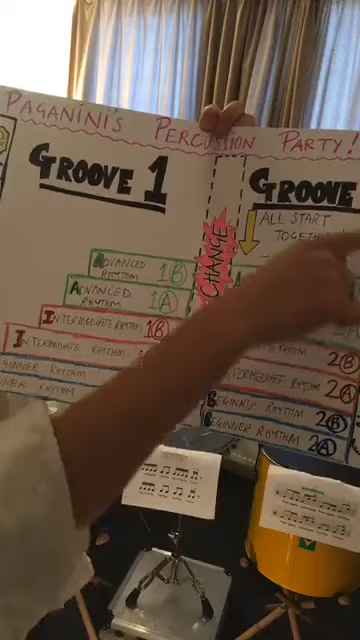 PAGANINI'S PERCUSSION PARTY!
GROOVE 1
ADVANCED RHYTHM 1B
ADVANCED RHYTHM 1A
INTERMEDIATE RHYTHM 1B
INTERMEDIATE RHYTHM
RHYTHM
RHYTHM
CHANGE
GROOVE
ALL START
TOGETHER
2B
2A
BEGINNER RHYTHM 2B
BEGINNER RHYTHM 2A